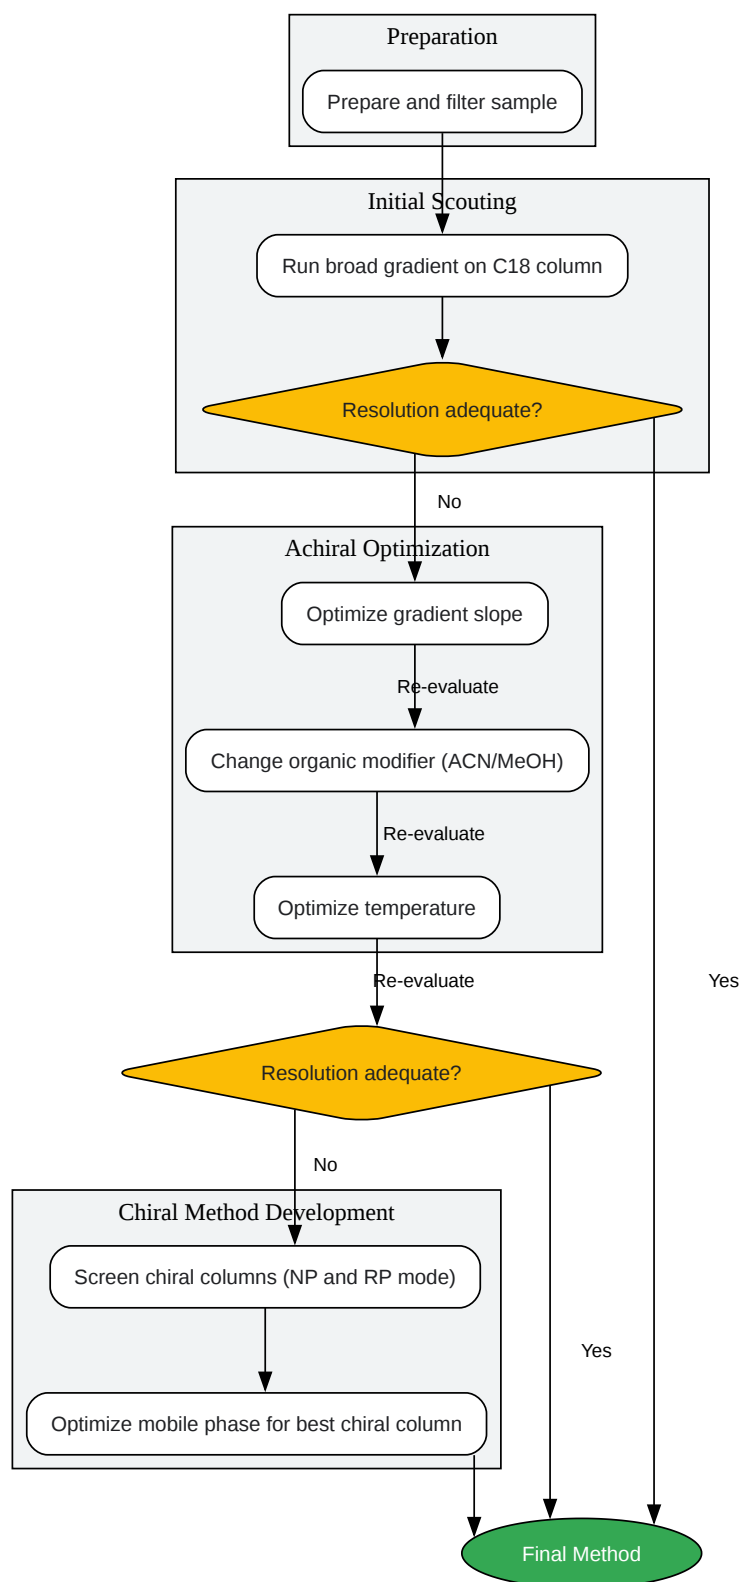 Preparation
Prepare and filter sample
Initial Scouting
Run broad gradient on C18 column
Resolution adequate?
No
Achiral Optimization
Optimize gradient slope
Re-evaluate
Change organic modifier (ACN/MeOH)
Re-evaluate
Optimize temperature
Re-evaluate
Yes
Resolution adequate?
No
Chiral Method Development
Screen chiral columns (NP and RP mode)
Yes
Optimize mobile phase for best chiral column
Final Method